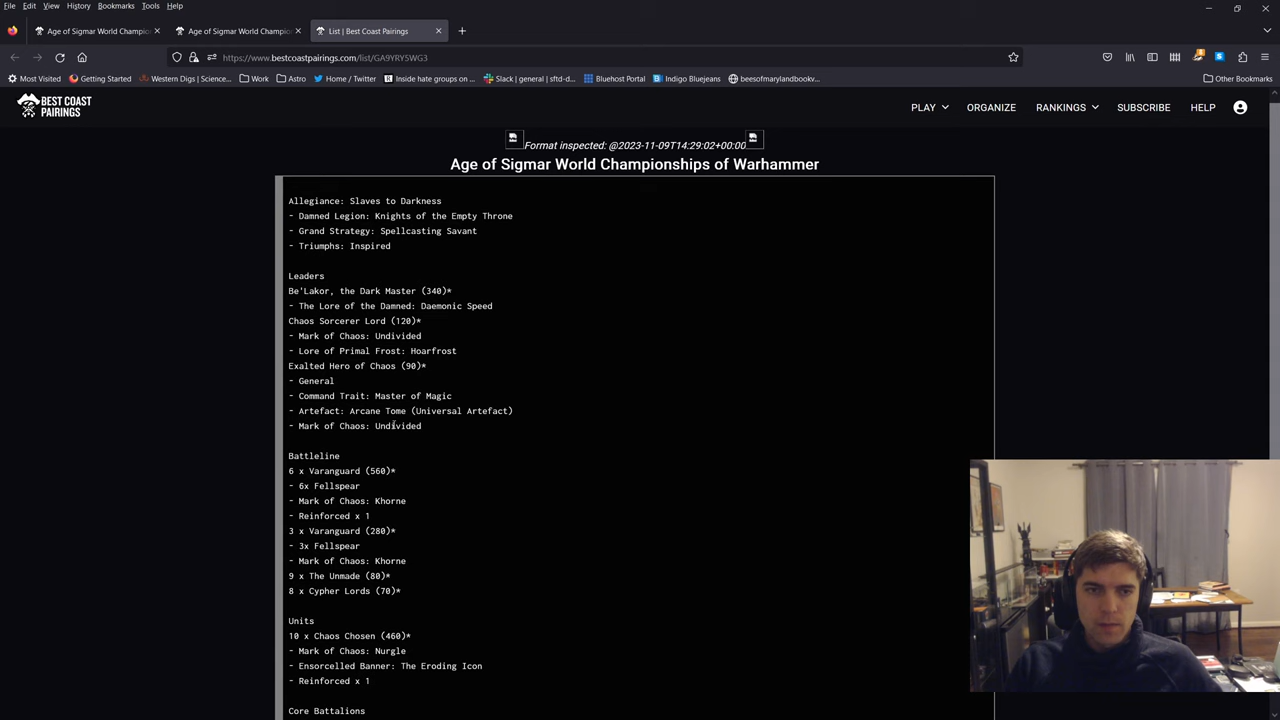 File Edit View History Bookmarks Tools Help
Age of Sigmar World Champion
Age of Sigmar World Champion
List | Best Coast Pairings
https://www.bestcoastpairings.com/list/GA9YRY5WG3
Most Visited Getting Started Western Digs | Science... Work Astro Home / Twitter Inside hate groups on ... Slack | general | sftd-d... Bluehost Portal Indigo Bluejeans beesofmarylandbookv... Other Bookmarks
BEST COAST
PAIRINGS
PLAY ORGANIZE RANKINGS SUBSCRIBE HELP
Format inspected: @2023-11-09T14:29:02+00:00
Age of Sigmar World Championships of Warhammer
Allegiance: Slaves to Darkness
- Damned Legion: Knights of the Empty Throne
- Grand Strategy: Spellcasting Savant
- Triumphs: Inspired
Leaders
Be'Lakor, the Dark Master (340)*
- The Lore of the Damned: Daemonic Speed
Chaos Sorcerer Lord (120)*
- Mark of Chaos: Undivided
- Lore of Primal Frost: Hoarfrost
Exalted Hero of Chaos (90)*
- General
- Command Trait: Master of Magic
- Artefact: Arcane Tome (Universal Artefact)
- Mark of Chaos: Undivided
Battleline
6 x Varanguard (560)*
- 6x Fellspear
- Mark of Chaos: Khorne
- Reinforced x 1
3 x Varanguard (280)*
- 3x Fellspear
- Mark of Chaos: Khorne
9 x The Unmade (80)*
8 x Cypher Lords (70)*
Units
10 x Chaos Chosen (460)*
- Mark of Chaos: Nurgle
- Ensorcelled Banner: The Eroding Icon
- Reinforced x 1
Core Battalions